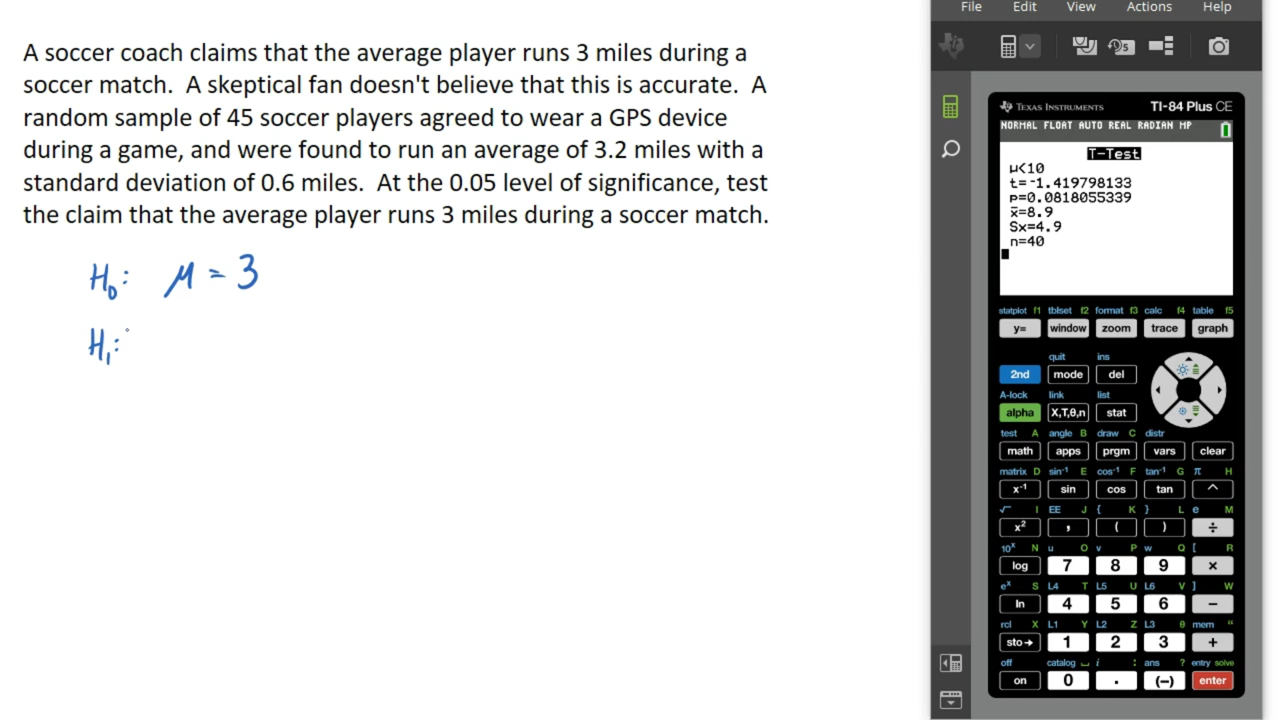 File Edit View Actions Help
A soccer coach claims that the average player runs 3 miles during a
soccer match.  A skeptical fan doesn't believe that this is accurate.  A
random sample of 45 soccer players agreed to wear a GPS device
during a game, and were found to run an average of 3.2 miles with a
standard deviation of 0.6 miles.  At the 0.05 level of significance, test
the claim that the average player runs 3 miles during a soccer match.
H₀: μ = 3
H₁:
TEXAS INSTRUMENTS TI-84 Plus CE
NORMAL FLOAT AUTO REAL RADIAN MP
T-Test
μ<10
t=-1.419798133
p=0.0818055339
x̄=8.9
Sx=4.9
n=40
statplot f1 tblset f2 format f3 calc f4 table f5
y= window zoom trace graph
quit ins
2nd mode del
A-lock link list
alpha X,T,θ,n stat
test A angle B draw C distr
math apps prgm vars clear
matrix D sin⁻¹ E cos⁻¹ F tan⁻¹ G π H
x⁻¹ sin cos tan ^
√ I EE J { K } L e M
x² , ( ) ÷
10ˣ N u O v P w Q [ R
log 7 8 9 ×
eˣ S L4 T L5 U L6 V ] W
ln 4 5 6 −
rcl X L1 Y L2 Z L3 θ mem "
sto→ 1 2 3 +
off catalog ⎵ i : ans ? entry solve
on 0 . (−) enter